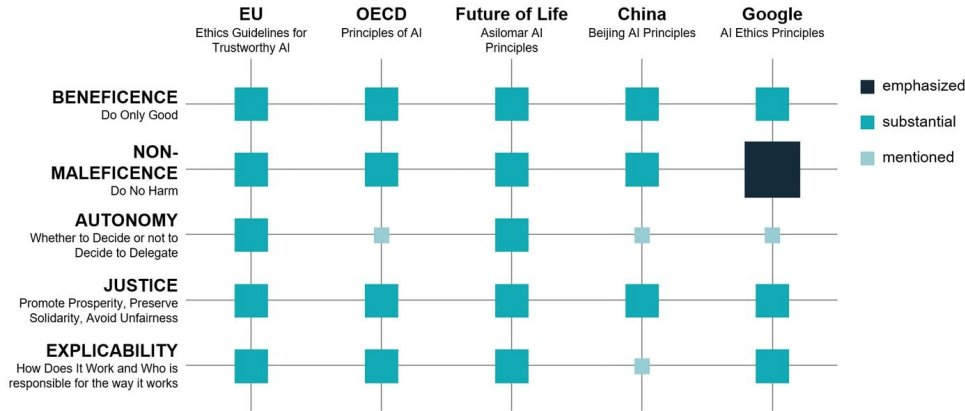 EU
Ethics Guidelines for
Trustworthy AI
OECD
Principles of AI
Future of Life
Asilomar AI
Principles
China
Beijing AI Principles
Google
AI Ethics Principles
emphasized
substantial
mentioned
BENEFICENCE
Do Only Good
NON-
MALEFICENCE
Do No Harm
AUTONOMY
Whether to Decide or not to
Decide to Delegate
JUSTICE
Promote Prosperity, Preserve
Solidarity, Avoid Unfairness
EXPLICABILITY
How Does It Work and Who is
responsible for the way it works